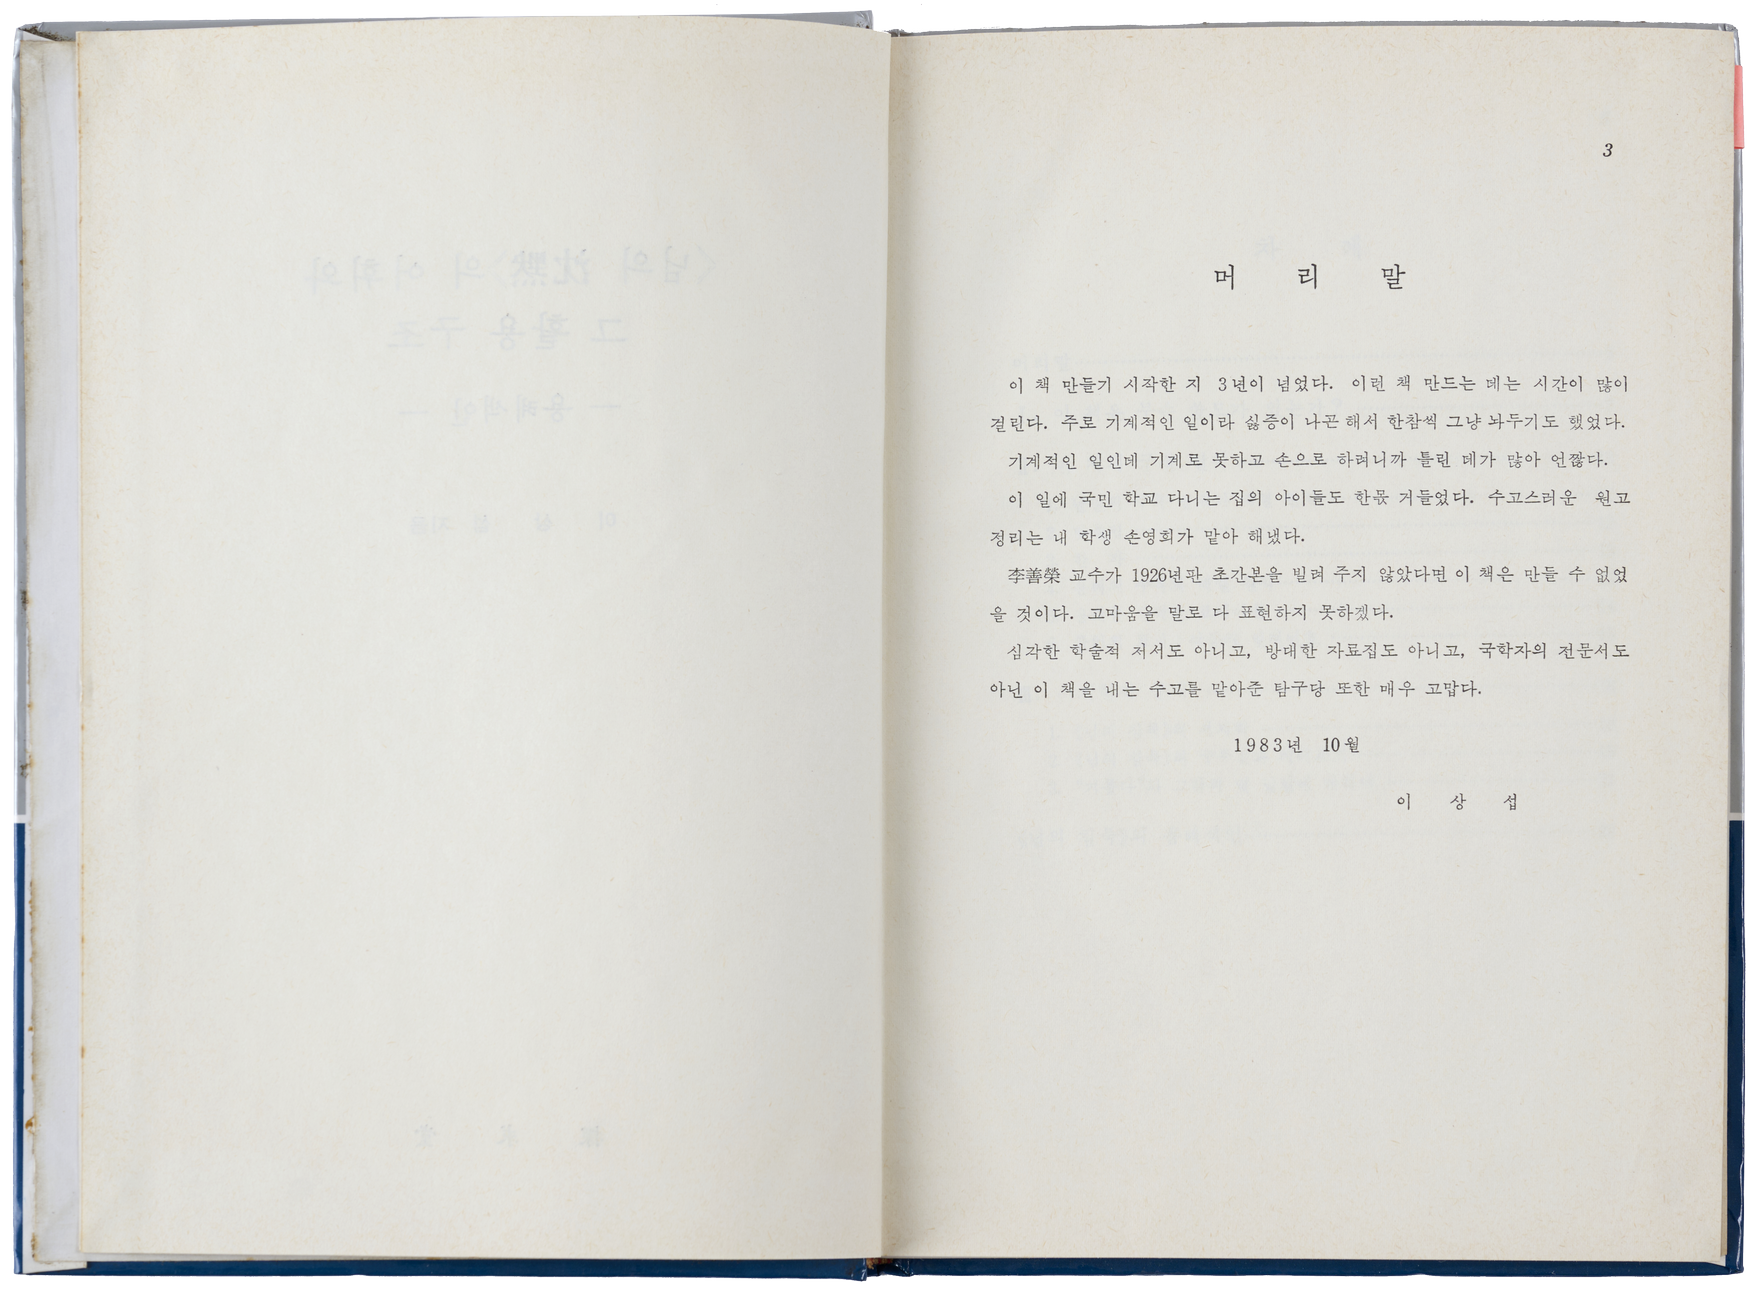 3
머 리 말
이 책 만들기 시작한 지 3년이 넘었다. 이런 책 만드는 데는 시간이 많이
걸린다. 주로 기계적인 일이라 싫증이 나곤 해서 한참씩 그냥 놔두기도 했었다.
기계적인 일인데 기계로 못하고 손으로 하려니까 틀린 데가 많아 언짢다.
이 일에 국민 학교 다니는 집의 아이들도 한몫 거들었다. 수고스러운 원고
정리는 내 학생 손영희가 맡아 해냈다.
李善榮 교수가 1926년판 초간본을 빌려 주지 않았다면 이 책은 만들 수 없었
을 것이다. 고마움을 말로 다 표현하지 못하겠다.
심각한 학술적 저서도 아니고, 방대한 자료집도 아니고, 국학자의 전문서도
아닌 이 책을 내는 수고를 맡아준 탐구당 또한 매우 고맙다.
1983년 10월
이 상 섭